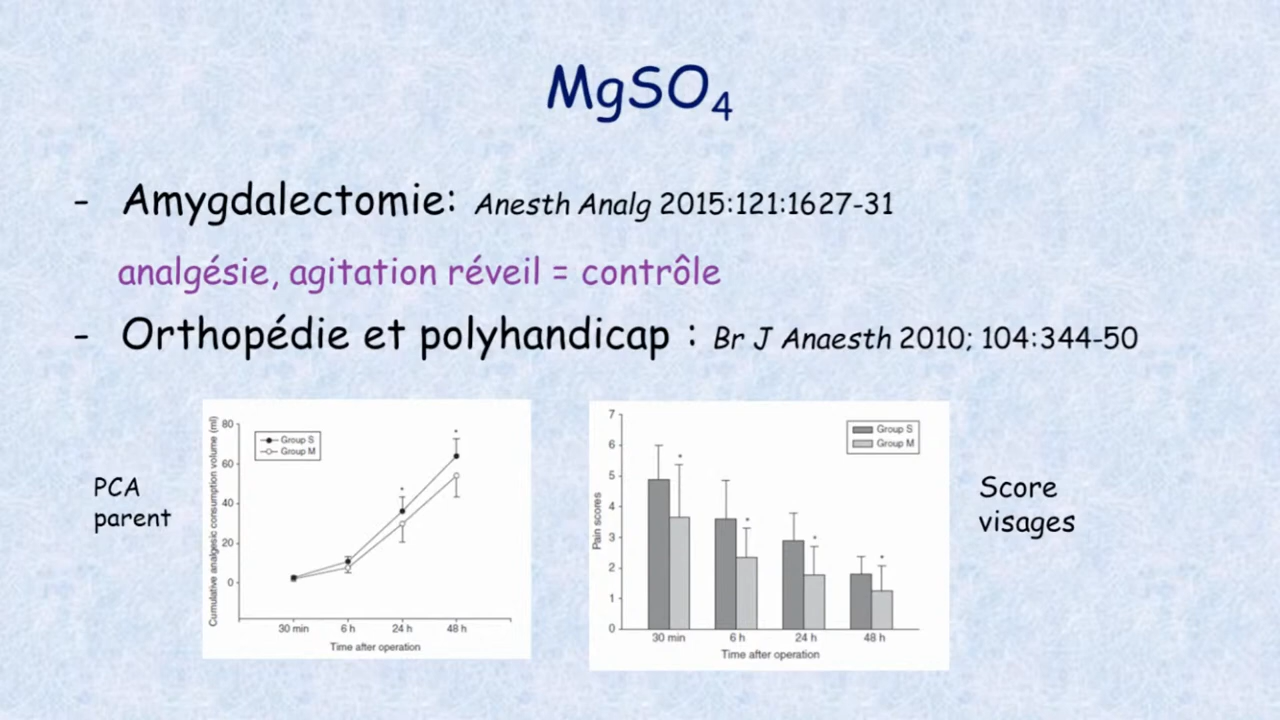 MgSO4
- Amygdalectomie: Anesth Analg 2015:121:1627-31
analgésie, agitation réveil = contrôle
- Orthopédie et polyhandicap : Br J Anaesth 2010; 104:344-50
PCA
parent
Cumulative analgesic consumption volume (ml)
80
60
40
20
0
Group S
Group M
*
*
30 min 6 h 24 h 48 h
Time after operation
Pain scores
7
6
5
4
3
2
1
0
Group S
Group M
*
*
*
*
30 min 6 h 24 h 48 h
Time after operation
Score
visages